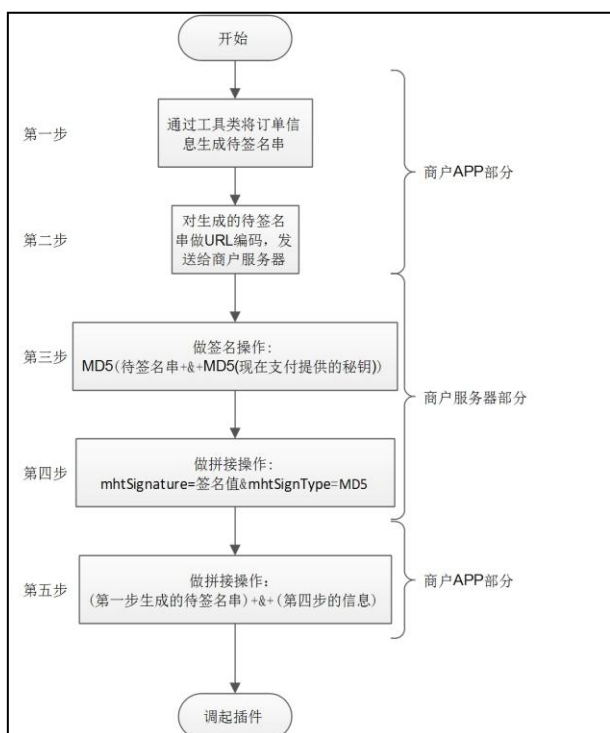 开始
第一步
通过工具类将订单信
息生成待签名串
商户APP部分
第二步
对生成的待签名
串做URL编码，发
送给商户服务器
第三步
做签名操作:
MD5(待签名串+&+MD5(现在支付提供的秘钥))
商户服务器部分
第四步
做拼接操作:
mhtSignature=签名值&mhtSignType=MD5
第五步
做拼接操作：
(第一步生成的待签名串)+&+(第四步的信息)
商户APP部分
调起插件